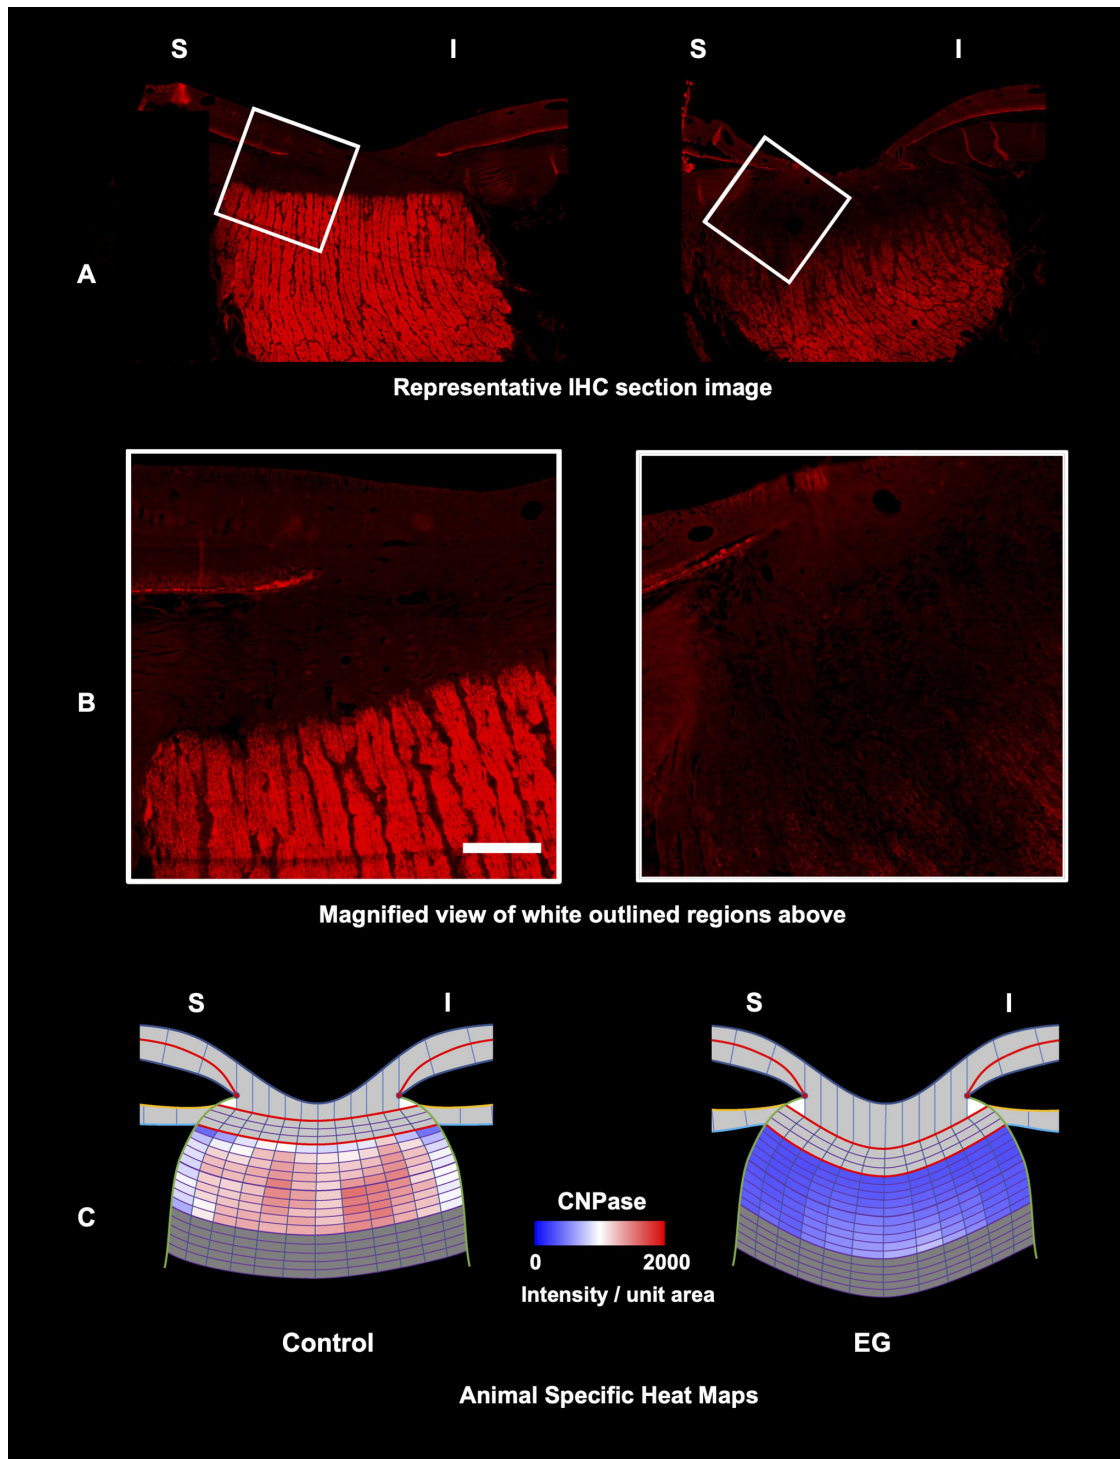 S I S I
A
Representative IHC section image
B
Magnified view of white outlined regions above
S I S I
C
CNPase
0 2000
Intensity / unit area
Control EG
Animal Specific Heat Maps